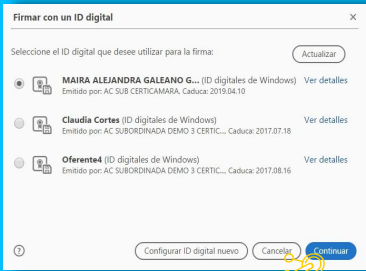 Firmar con un ID digital
Seleccione el ID digital que desee utilizar para la firma:
Actualizar
MAIRA ALEJANDRA GALEANO G... (ID digitales de Windows) Ver detalles
Emitido por: AC SUB CERTICAMARA, Caduca: 2019.04.10
Claudia Cortes (ID digitales de Windows) Ver detalles
Emitido por: AC SUBORDINADA DEMO 3 CERTIC..., Caduca: 2017.07.18
Oferente4 (ID digitales de Windows) Ver detalles
Emitido por: AC SUBORDINADA DEMO 3 CERTIC..., Caduca: 2017.08.16
Configurar ID digital nuevo Cancelar Continuar